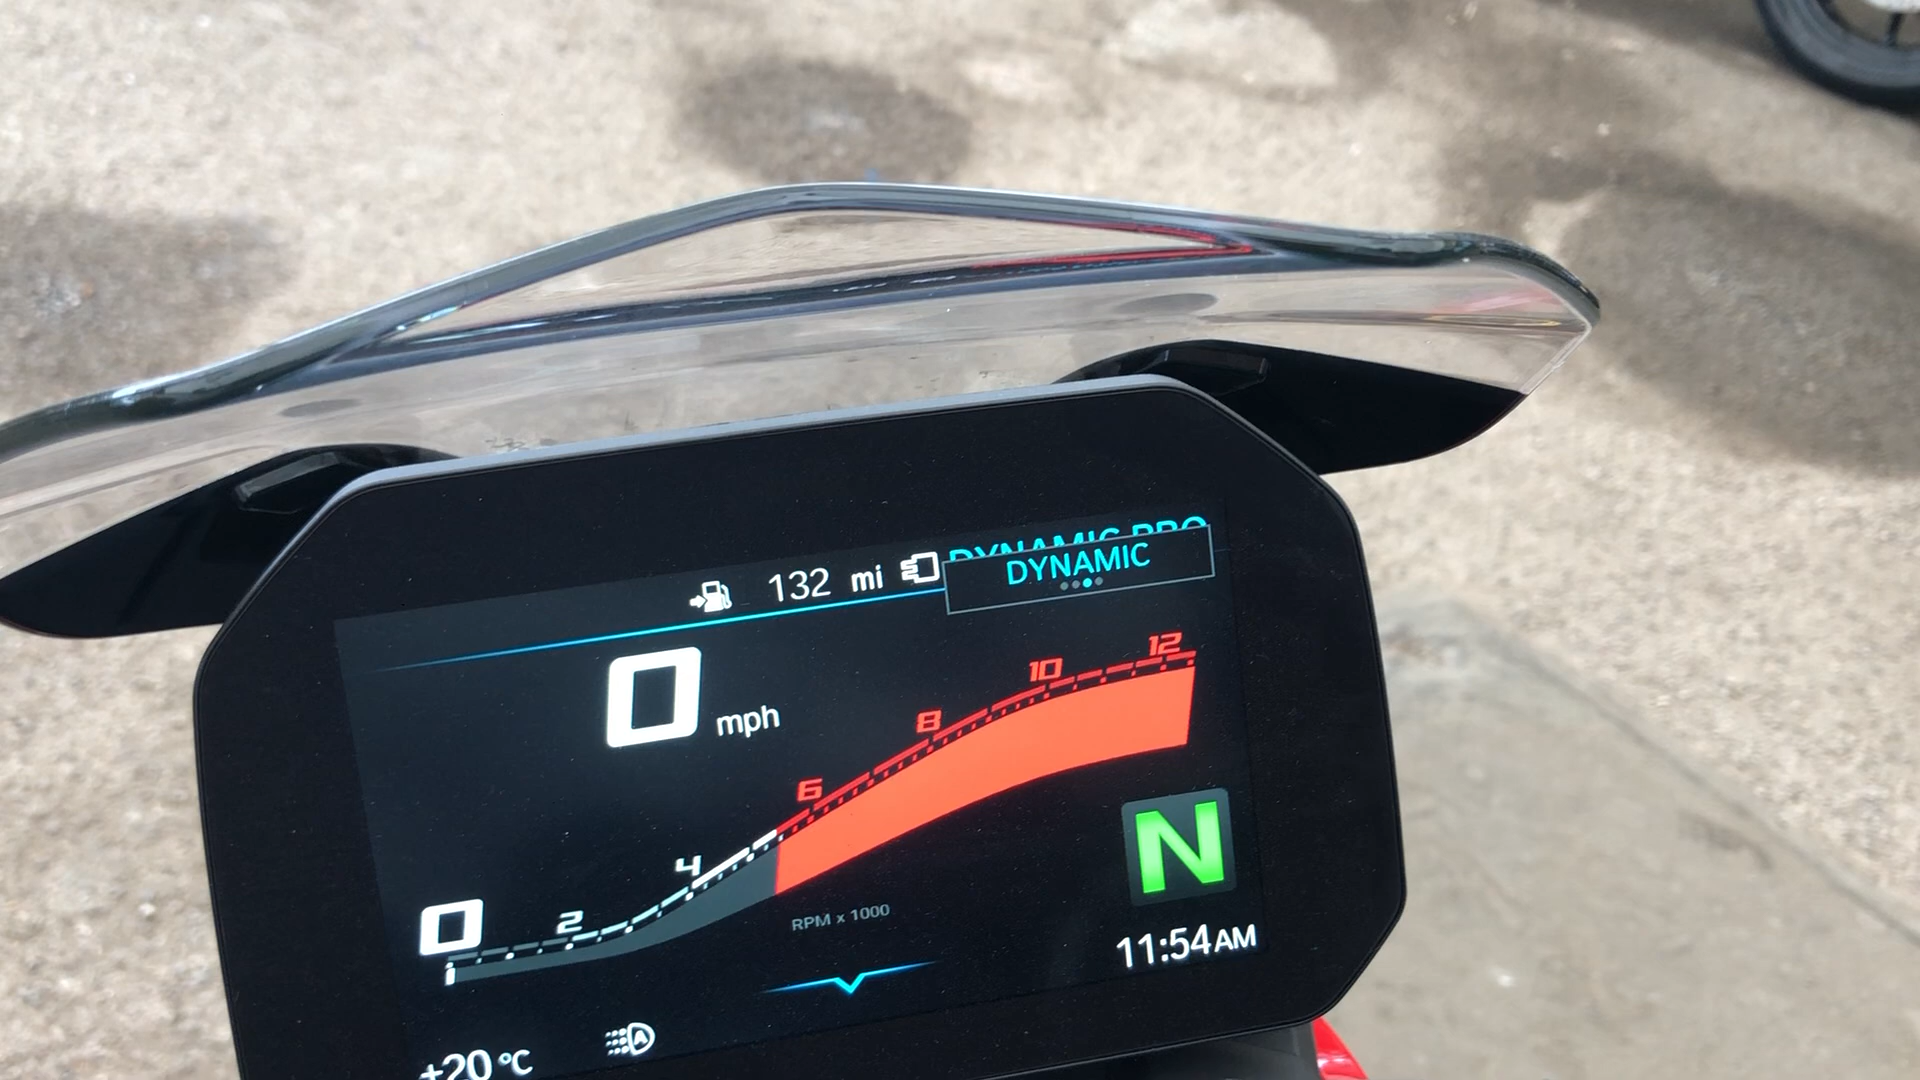 DYNAMIC PRO
132 mi
DYNAMIC
0 mph
12
10
8
6
4
2
0
N
RPM x 1000
11:54AM
+20°C
A